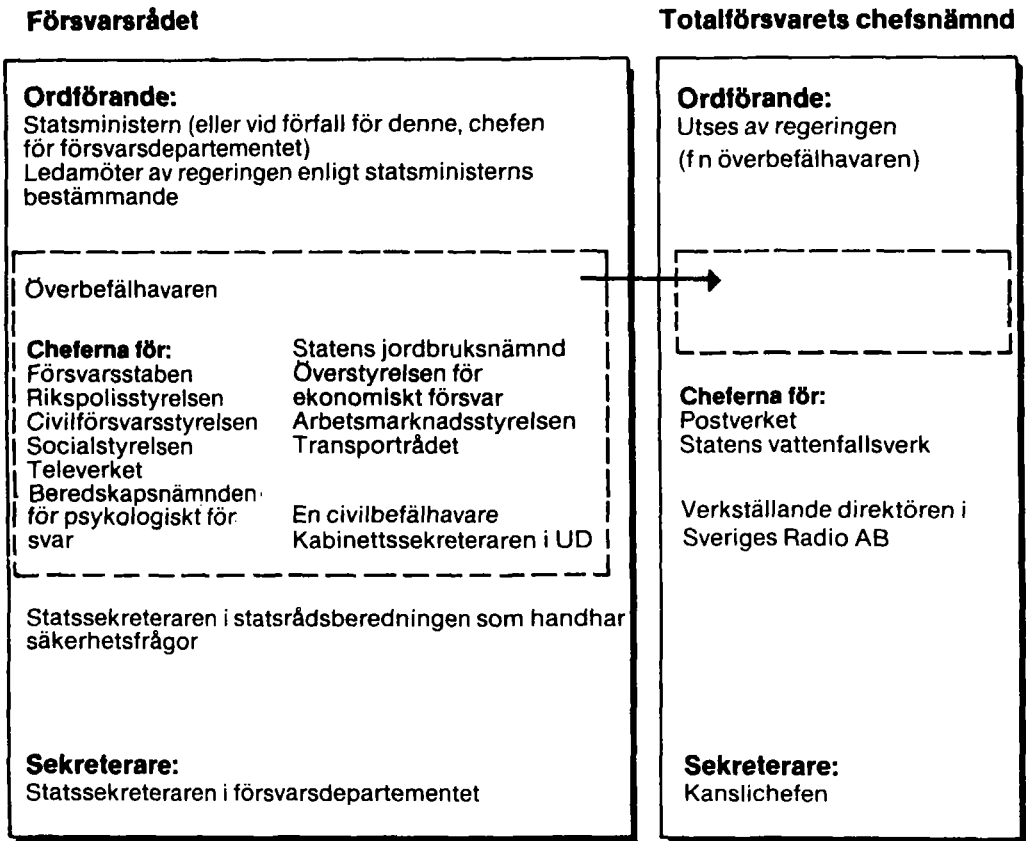 Försvarsrådet
Ordförande:
Statsministern (eller vid förfall för denne, chefen
för försvarsdepartementet)
Ledamöter av regeringen enligt statsministerns
bestämmande
Överbefälhavaren
Cheferna för:
Försvarsstaben
Rikspolisstyrelsen
Civilförsvarsstyrelsen
Socialstyrelsen
Televerket
Beredskapsnämnden
för psykologiskt för
svar
Statens jordbruksnämnd
Överstyrelsen för
ekonomiskt försvar
Arbetsmarknadsstyrelsen
Transportrådet
En civilbefälhavare
Kabinettssekreteraren i UD
Statssekreteraren i statsrådsberedningen som handhar
säkerhetsfrågor
Sekreterare:
Statssekreteraren i försvarsdepartementet
Totalförsvarets chefsnämnd
Ordförande:
Utses av regeringen
(f n överbefälhavaren)
Cheferna för:
Postverket
Statens vattenfallsverk
Verkställande direktören i
Sveriges Radio AB
Sekreterare:
Kanslichefen